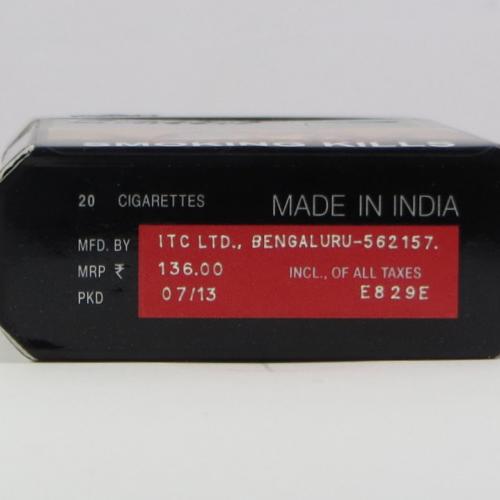 SMOKING KILLS
20 CIGARETTES MADE IN INDIA
MFD. BY ITC LTD., BENGALURU-562157.
MRP ₹ 136.00 INCL., OF ALL TAXES
PKD 07/13 E829E